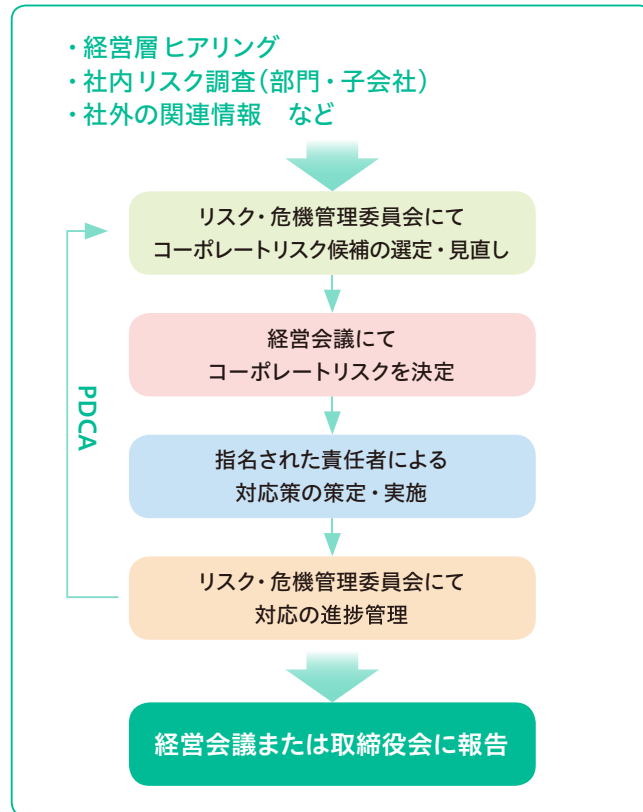 ・経営層ヒアリング
・社内リスク調査（部門・子会社）
・社外の関連情報　など
リスク・危機管理委員会にて
コーポレートリスク候補の選定・見直し
経営会議にて
コーポレートリスクを決定
PDCA
指名された責任者による
対応策の策定・実施
リスク・危機管理委員会にて
対応の進捗管理
経営会議または取締役会に報告